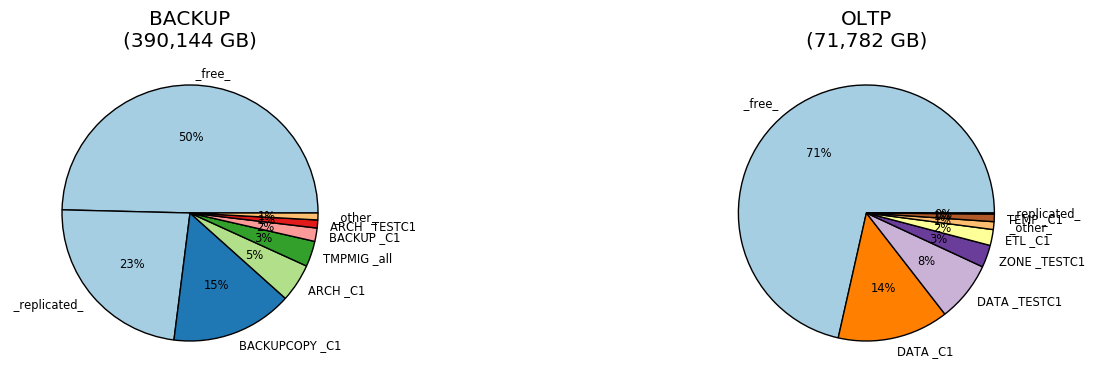 BACKUP
(390,144 GB)
_free_
50%
23%
_replicated_
15%
BACKUPCOPY _C1
5%
ARCH _C1
3%
TMPMIG _all
2%
BACKUP _C1
ARCH _TESTC1
1%
_other_
OLTP
(71,782 GB)
_free_
71%
14%
DATA _C1
8%
DATA _TESTC1
3%
ZONE _TESTC1
2%
ETL _C1
_other_
TEMP _C1
0%
_replicated_